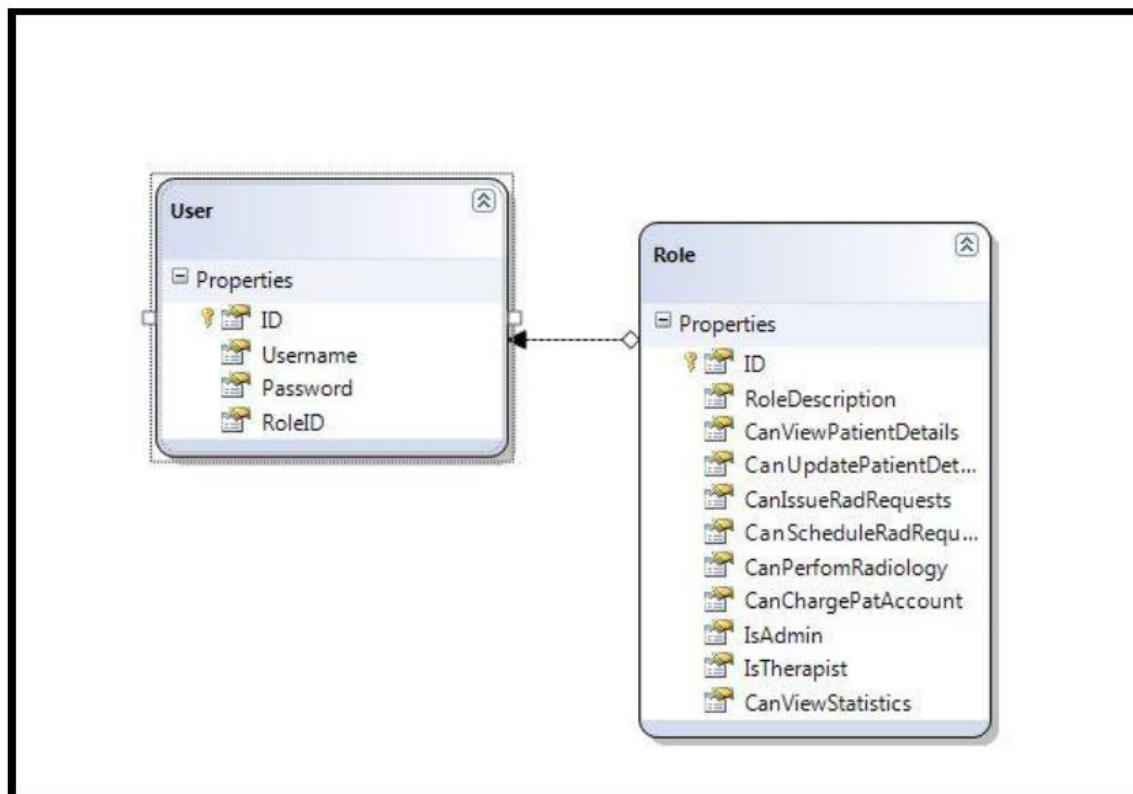 User
Properties
ID
Username
Password
RoleID
Role
Properties
ID
RoleDescription
CanViewPatientDetails
CanUpdatePatientDet...
CanIssueRadRequests
CanScheduleRadRequ...
CanPerfomRadiology
CanChargePatAccount
IsAdmin
IsTherapist
CanViewStatistics